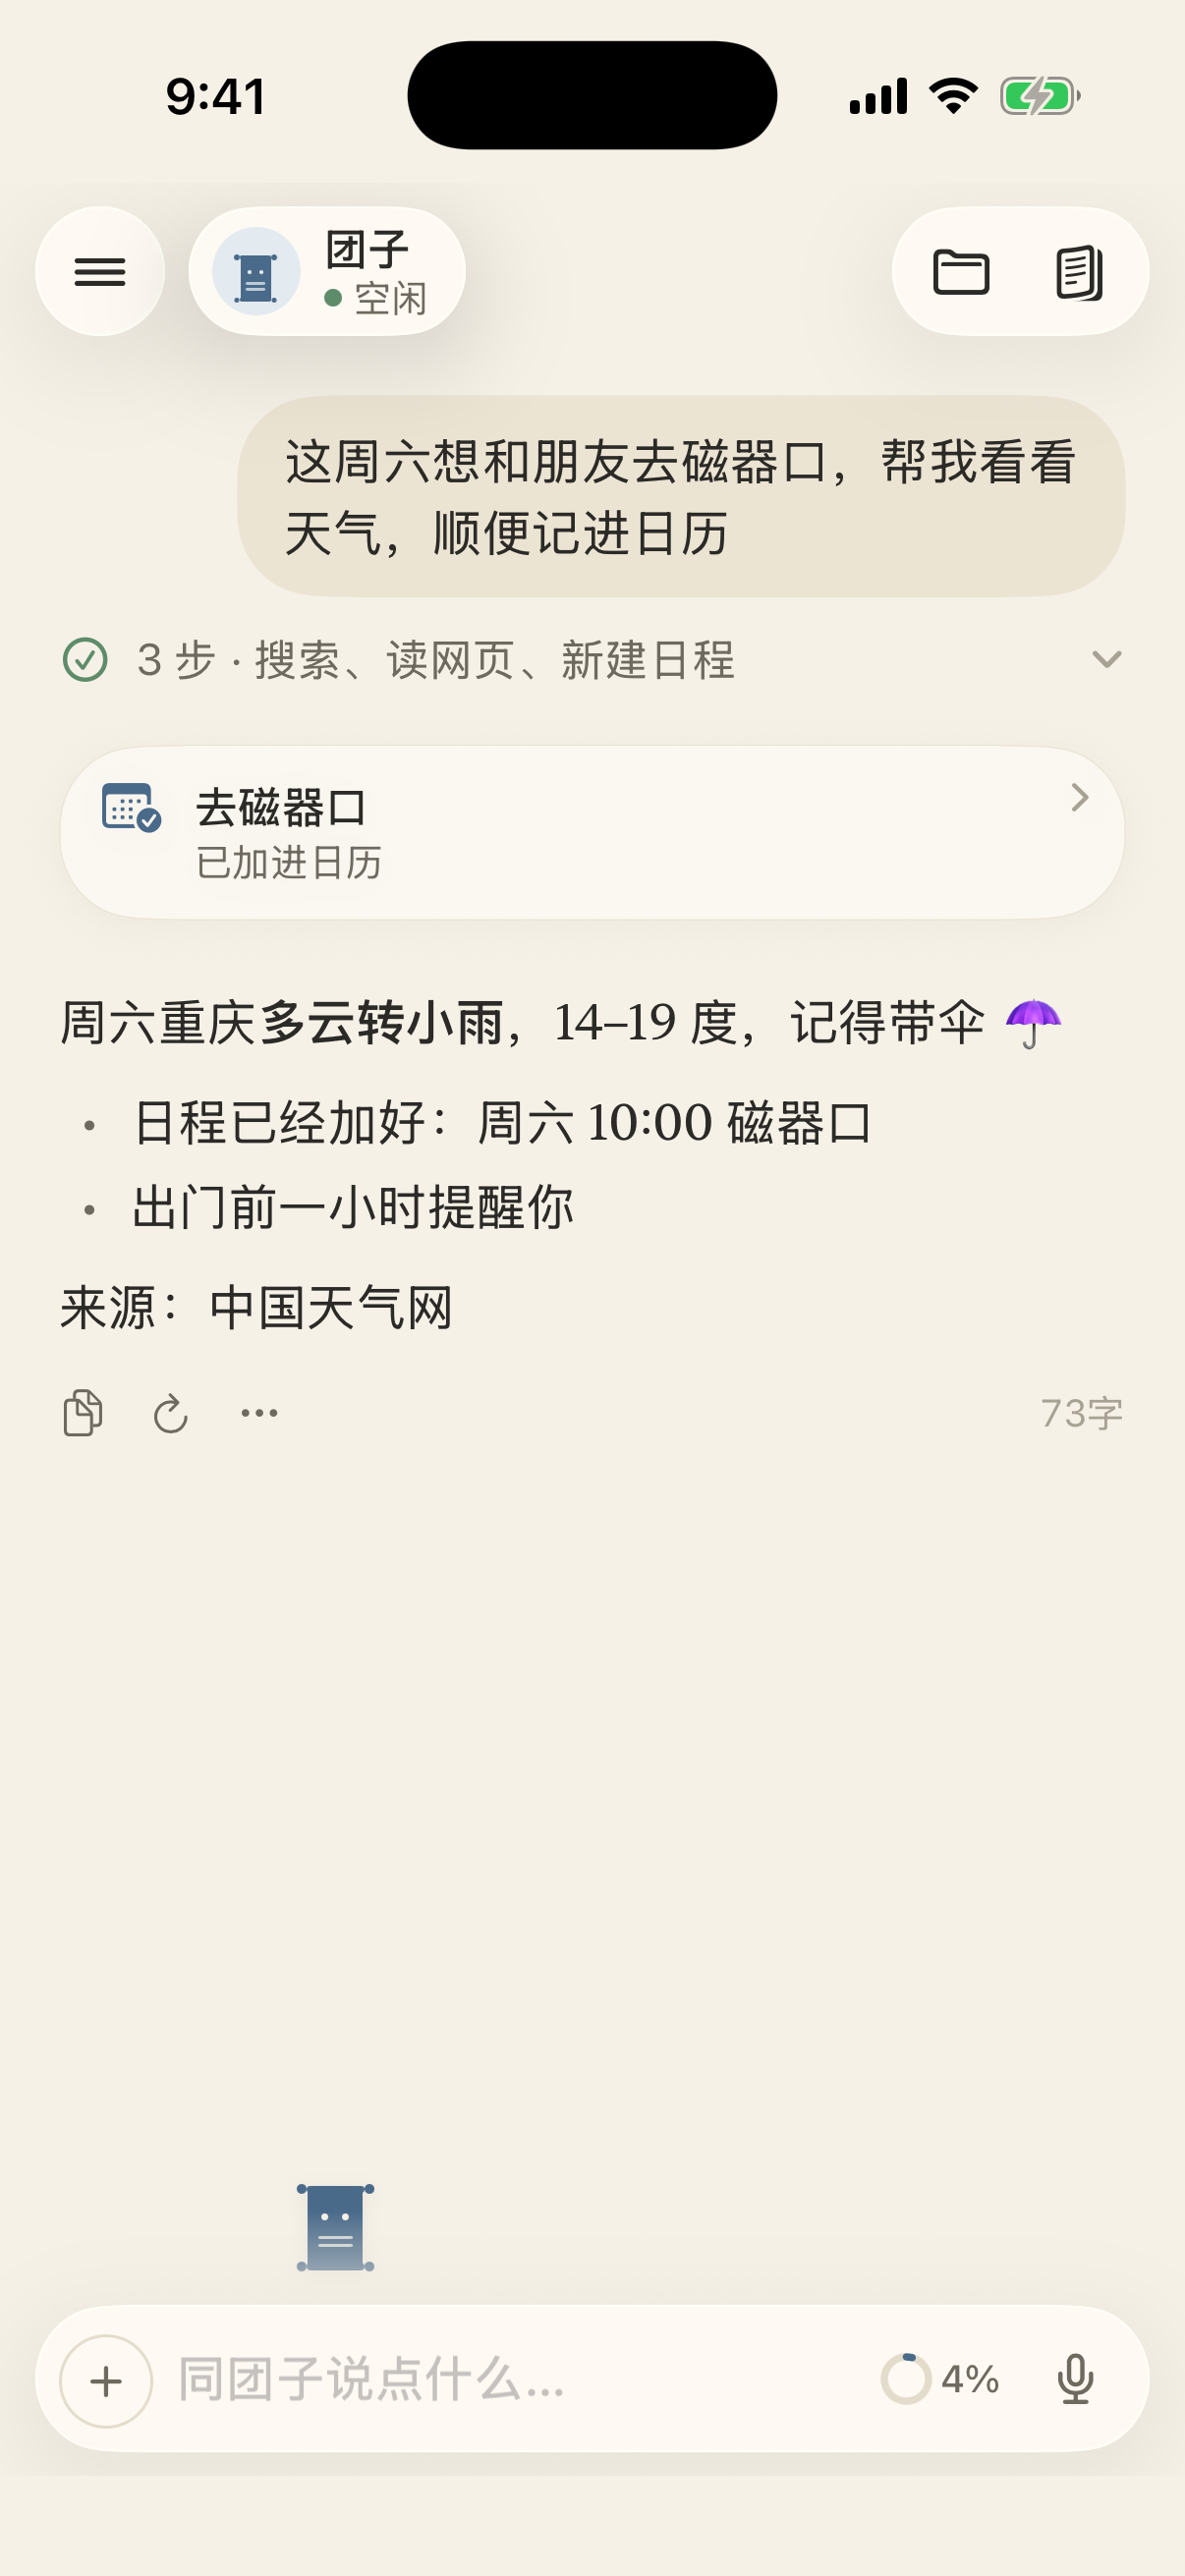 9:41
团子
空闲
这周六想和朋友去磁器口，帮我看看
天气，顺便记进日历
3 步 · 搜索、读网页、新建日程
去磁器口
已加进日历
周六重庆多云转小雨，14–19 度，记得带伞 ☂️
• 日程已经加好：周六 10:00 磁器口
• 出门前一小时提醒你
来源：中国天气网
73字
同团子说点什么...
4%